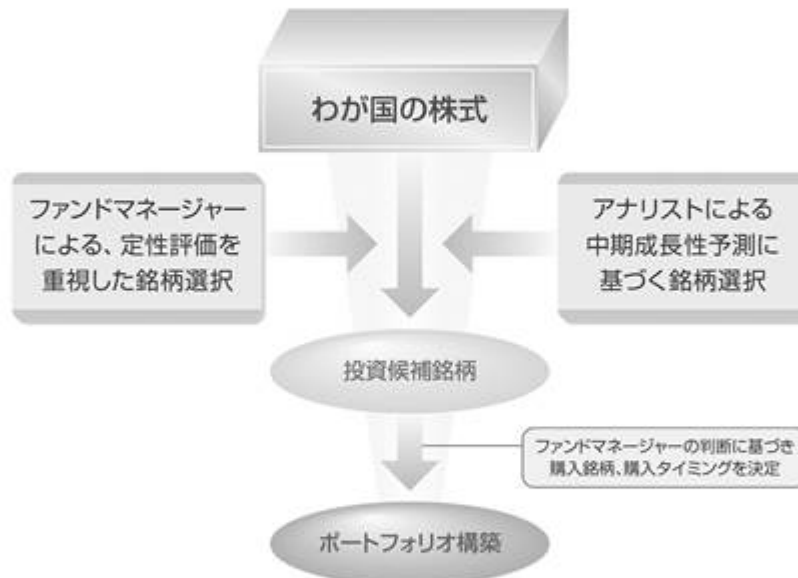 わが国の株式
ファンドマネージャー
による、定性評価を
重視した銘柄選択
アナリストによる
中期成長性予測に
基づく銘柄選択
投資候補銘柄
ファンドマネージャーの判断に基づき
購入銘柄、購入タイミングを決定
ポートフォリオ構築